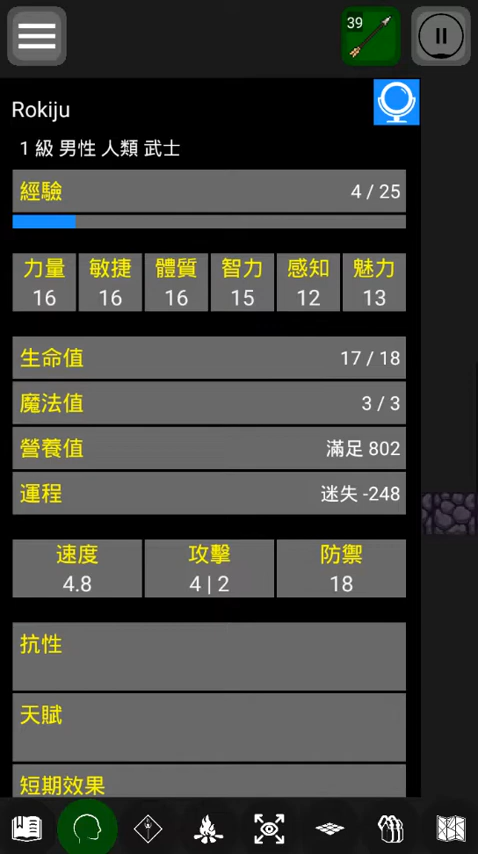 39
Rokiju
1 級 男性 人類 武士
經驗 4 / 25
力量 敏捷 體質 智力 感知 魅力
16 16 16 15 12 13
生命值 17 / 18
魔法值 3 / 3
營養值 滿足 802
運程 迷失 -248
速度 攻擊 防禦
4.8 4 | 2 18
抗性
天賦
短期效果